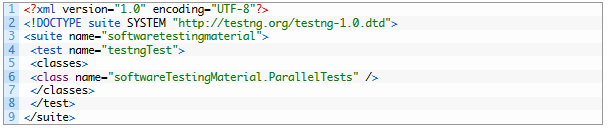 1 <?xml version="1.0" encoding="UTF-8"?>
2 <!DOCTYPE suite SYSTEM "http://testng.org/testng-1.0.dtd">
3 <suite name="softwaretestingmaterial">
4 <test name="testngTest">
5 <classes>
6 <class name="softwareTestingMaterial.ParallelTests" />
7 </classes>
8 </test>
9 </suite>